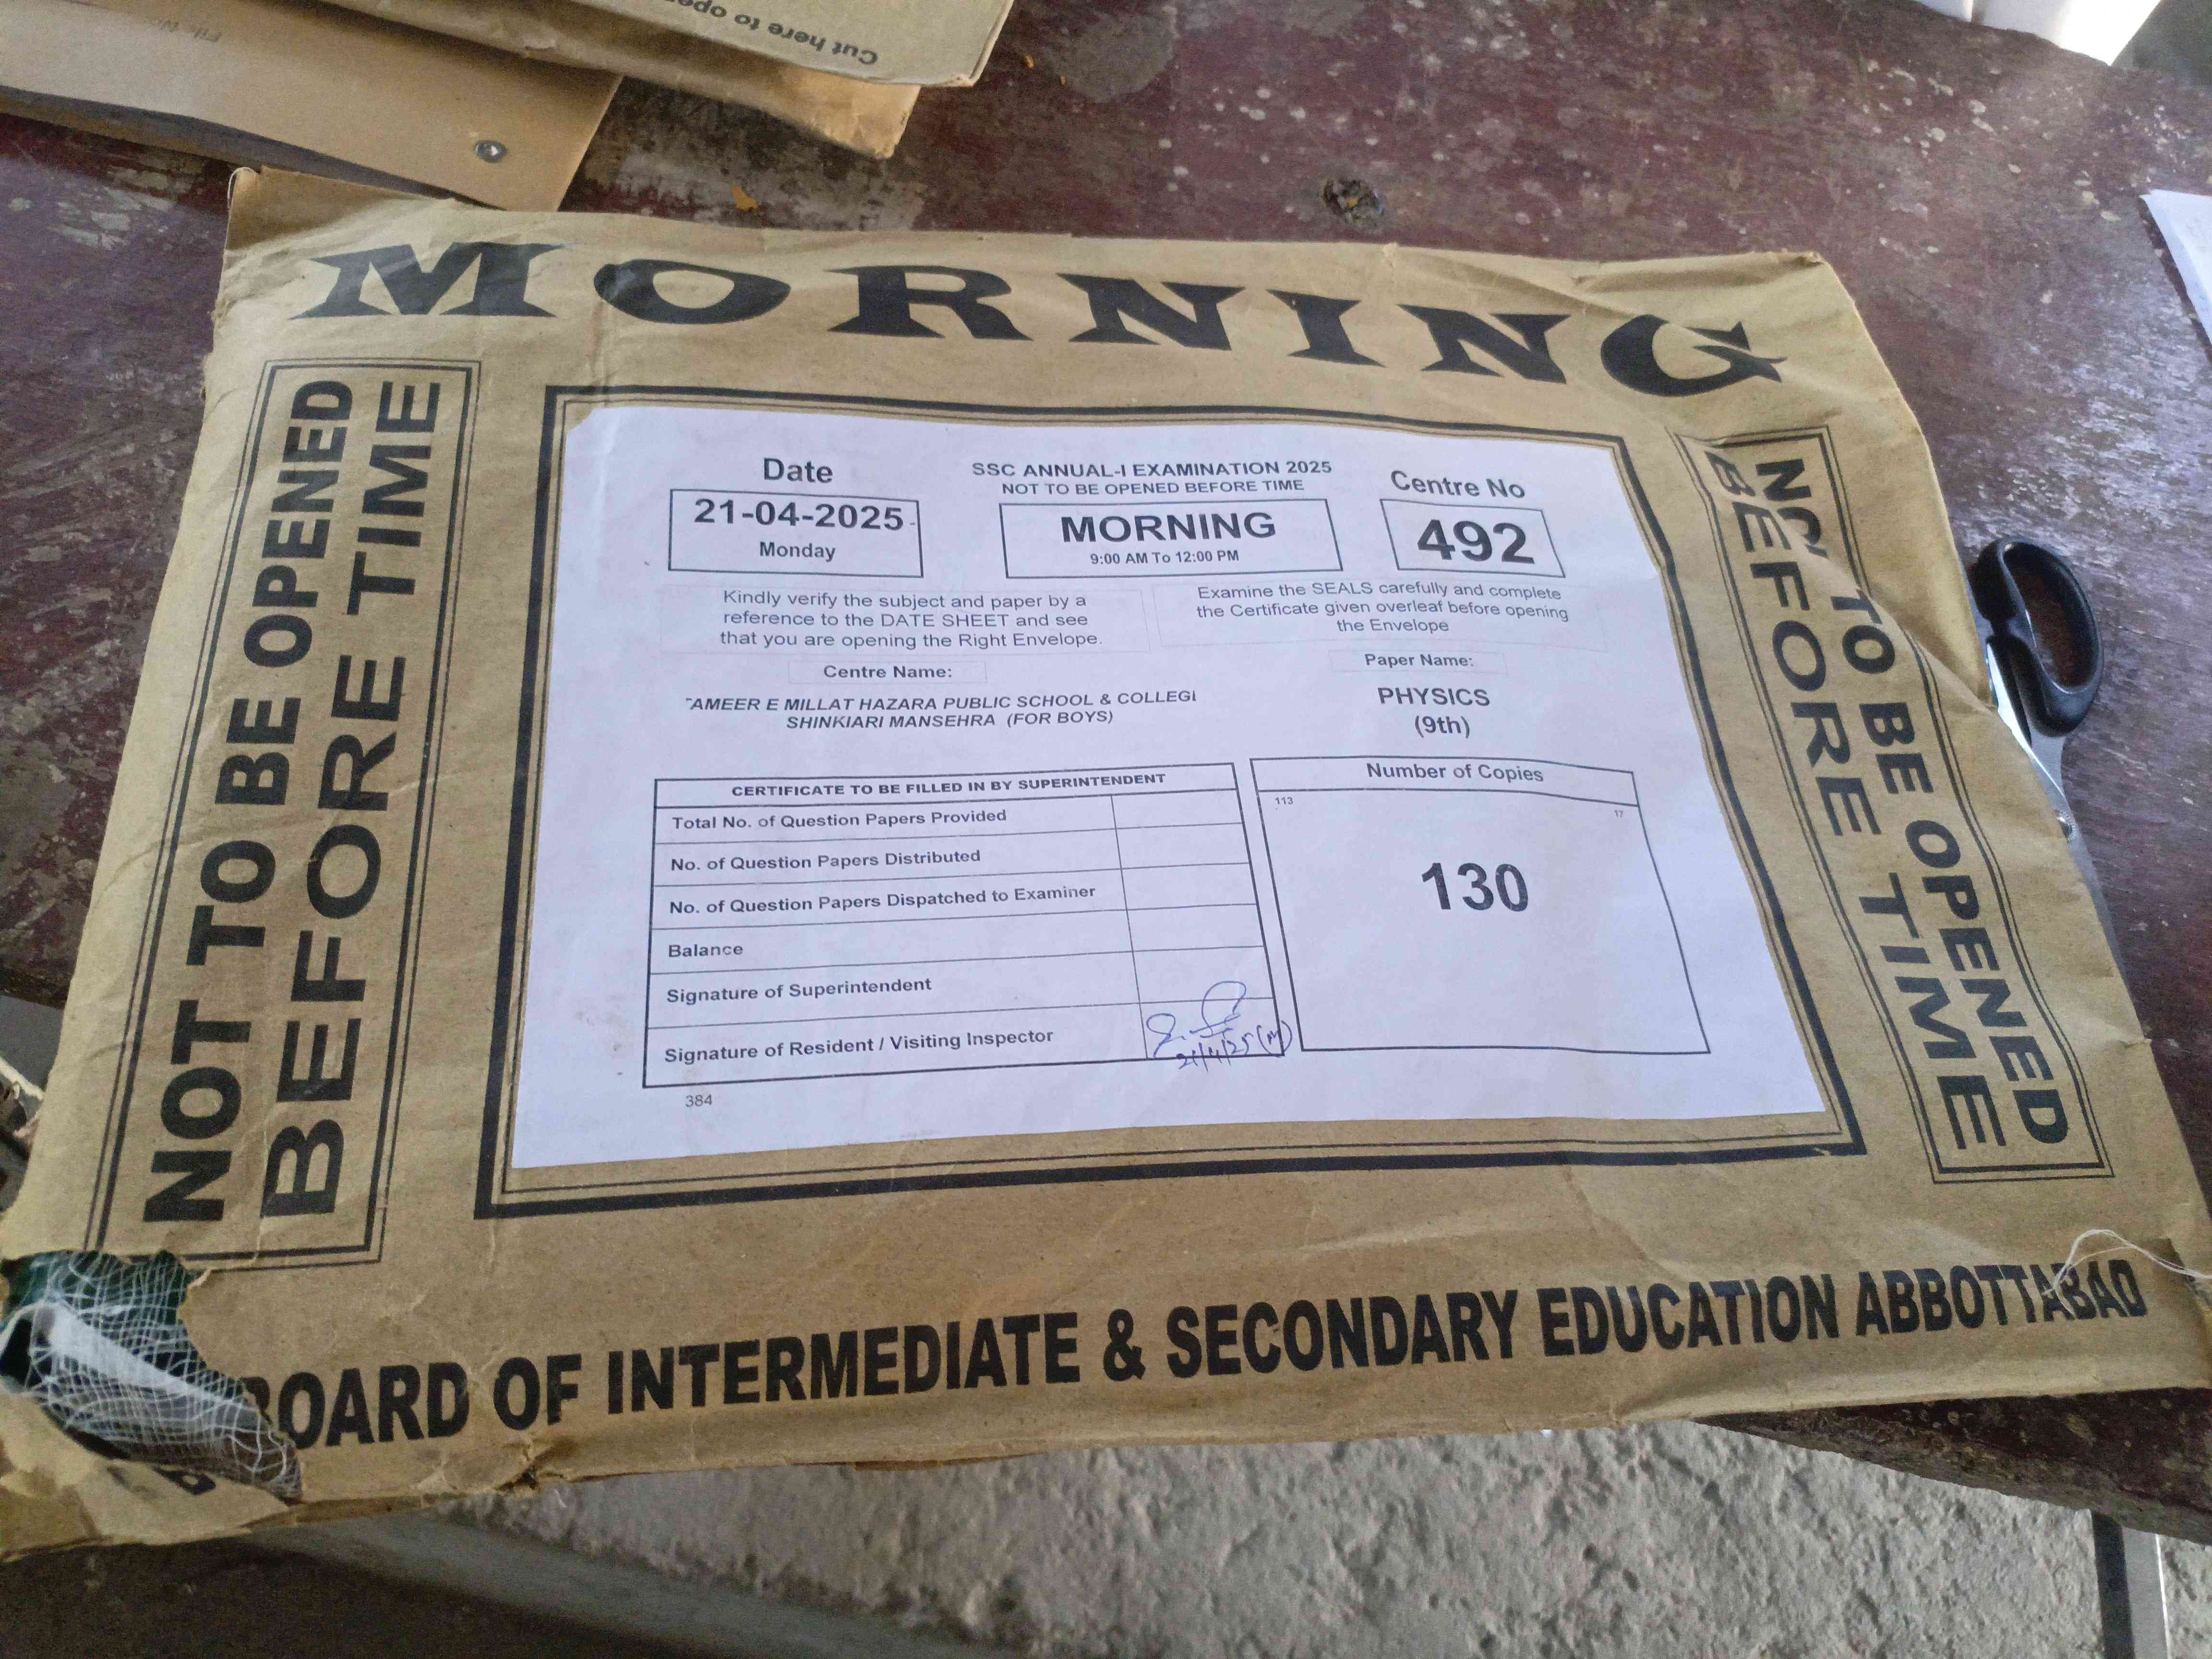 Cut here to ope
File No
MORNING
NOT TO BE OPENED
BEFORE TIME
Date
21-04-2025
Monday
SSC ANNUAL-I EXAMINATION 2025
NOT TO BE OPENED BEFORE TIME
MORNING
9:00 AM To 12:00 PM
Centre No
492
Kindly verify the subject and paper by a
reference to the DATE SHEET and see
that you are opening the Right Envelope.
Examine the SEALS carefully and complete
the Certificate given overleaf before opening
the Envelope
Centre Name:
AMEER E MILLAT HAZARA PUBLIC SCHOOL & COLLEGI
SHINKIARI MANSEHRA (FOR BOYS)
Paper Name:
PHYSICS
(9th)
CERTIFICATE TO BE FILLED IN BY SUPERINTENDENT
Total No. of Question Papers Provided
No. of Question Papers Distributed
No. of Question Papers Dispatched to Examiner
Balance
Signature of Superintendent
Signature of Resident / Visiting Inspector
21/4/25 (M)
384
Number of Copies
113
17
130
NOT TO BE OPENED
BEFORE TIME
BOARD OF INTERMEDIATE & SECONDARY EDUCATION ABBOTTABAD